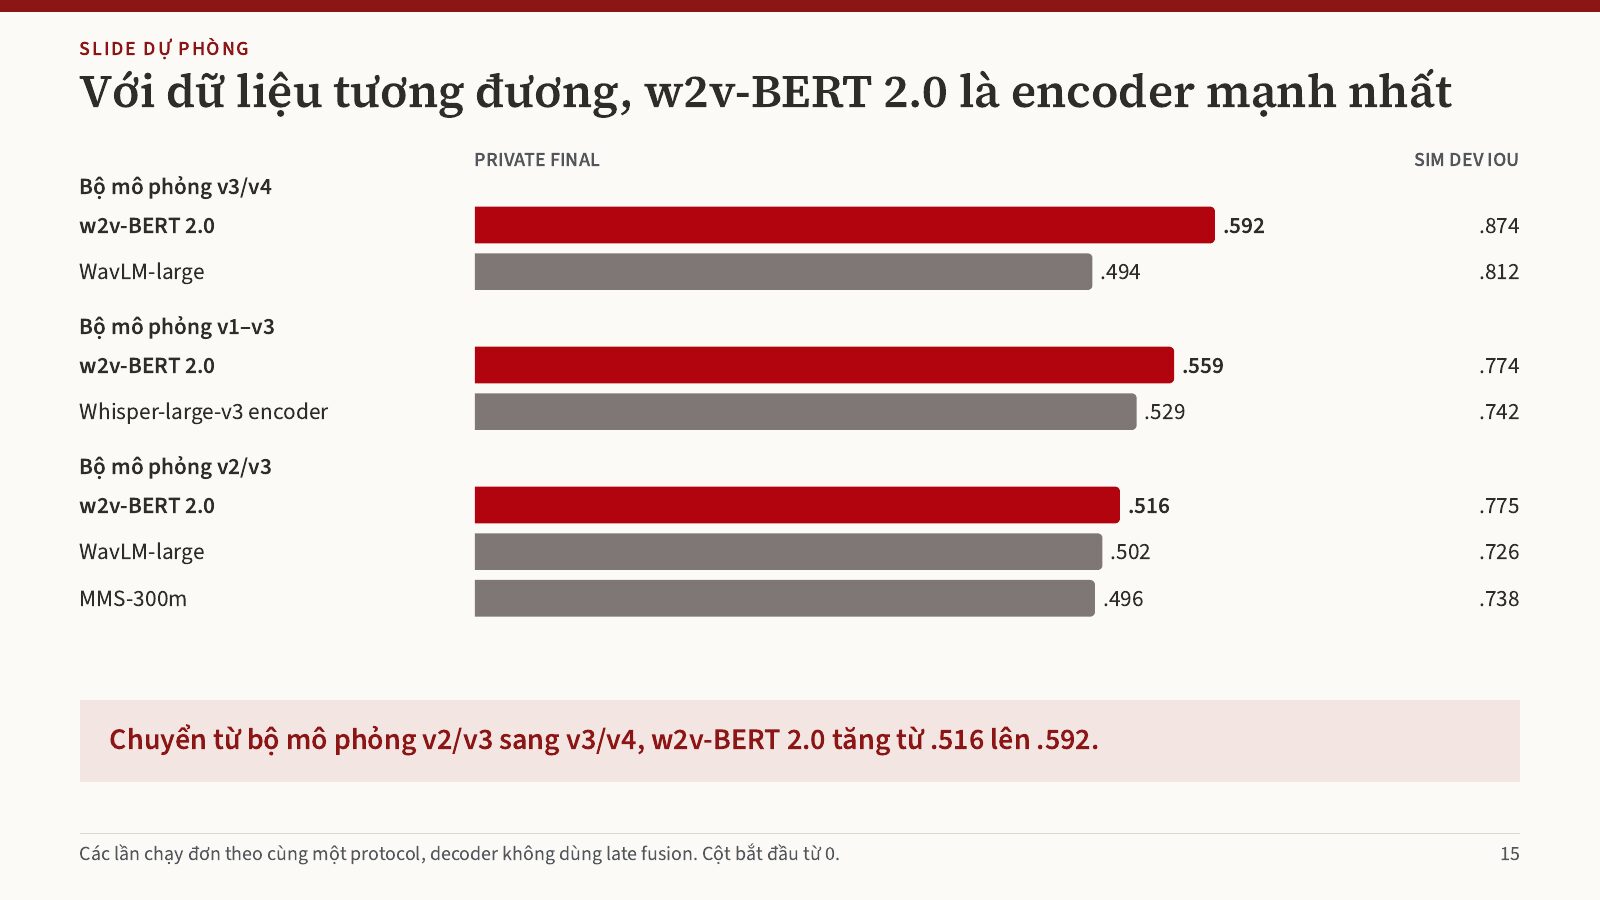 SLIDE DỰ PHÒNG
Với dữ liệu tương đương, w2v-BERT 2.0 là encoder mạnh nhất
PRIVATE FINAL SIM DEV IOU
Bộ mô phỏng v3/v4
w2v-BERT 2.0 .592 .874
WavLM-large .494 .812
Bộ mô phỏng v1–v3
w2v-BERT 2.0 .559 .774
Whisper-large-v3 encoder .529 .742
Bộ mô phỏng v2/v3
w2v-BERT 2.0 .516 .775
WavLM-large .502 .726
MMS-300m .496 .738
Chuyển từ bộ mô phỏng v2/v3 sang v3/v4, w2v-BERT 2.0 tăng từ .516 lên .592.
Các lần chạy đơn theo cùng một protocol, decoder không dùng late fusion. Cột bắt đầu từ 0. 15